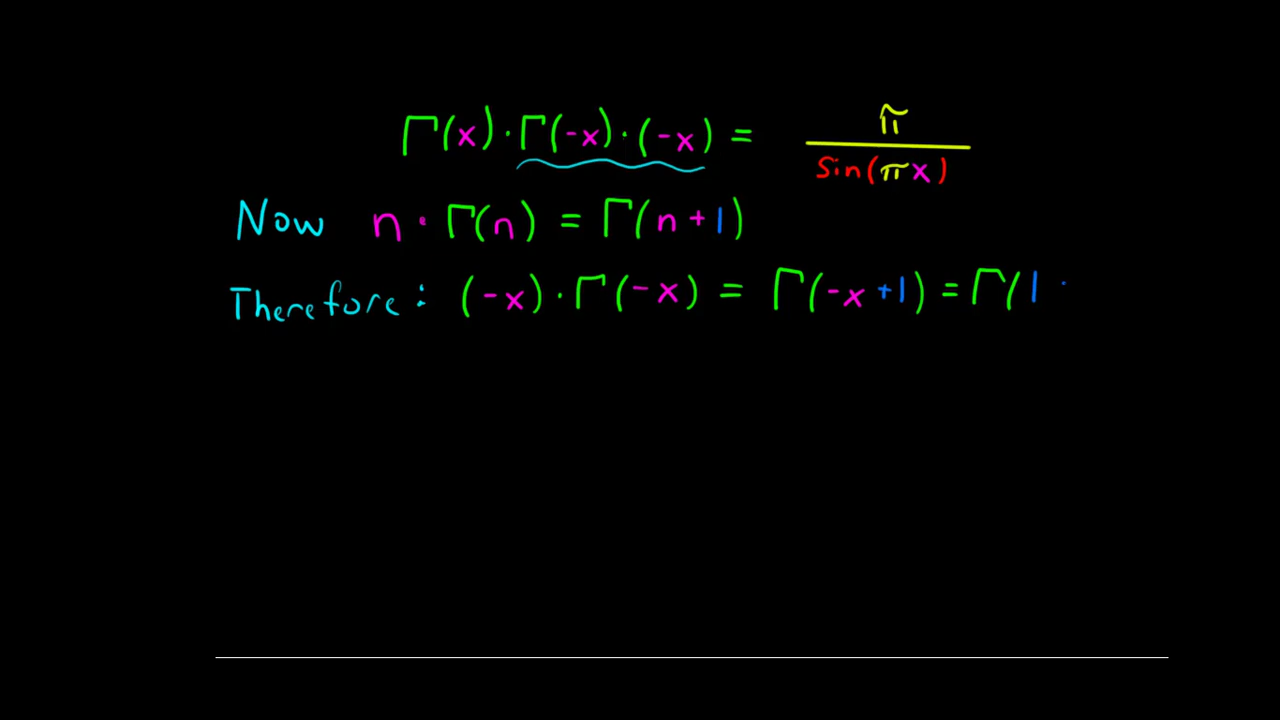 Γ(x)·Γ(-x)·(-x) = π / sin(πx)
Now n·Γ(n) = Γ(n+1)
Therefore: (-x)·Γ(-x) = Γ(-x+1) = Γ(1